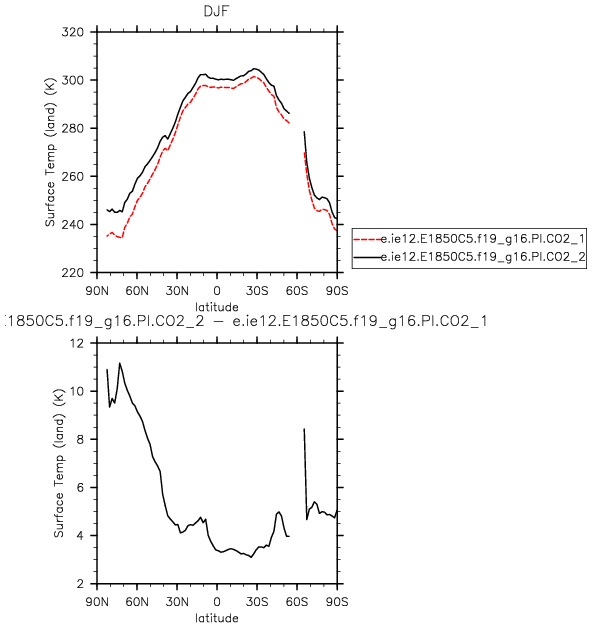 DJF
320
300
280
260
240
220
Surface Temp (land) (K)
90N 60N 30N 0 30S 60S 90S
latitude
e.ie12.E1850C5.f19_g16.PI.CO2_1
e.ie12.E1850C5.f19_g16.PI.CO2_2
:1850C5.f19_g16.PI.CO2_2 − e.ie12.E1850C5.f19_g16.PI.CO2_1
12
10
8
6
4
2
Surface Temp (land) (K)
90N 60N 30N 0 30S 60S 90S
latitude